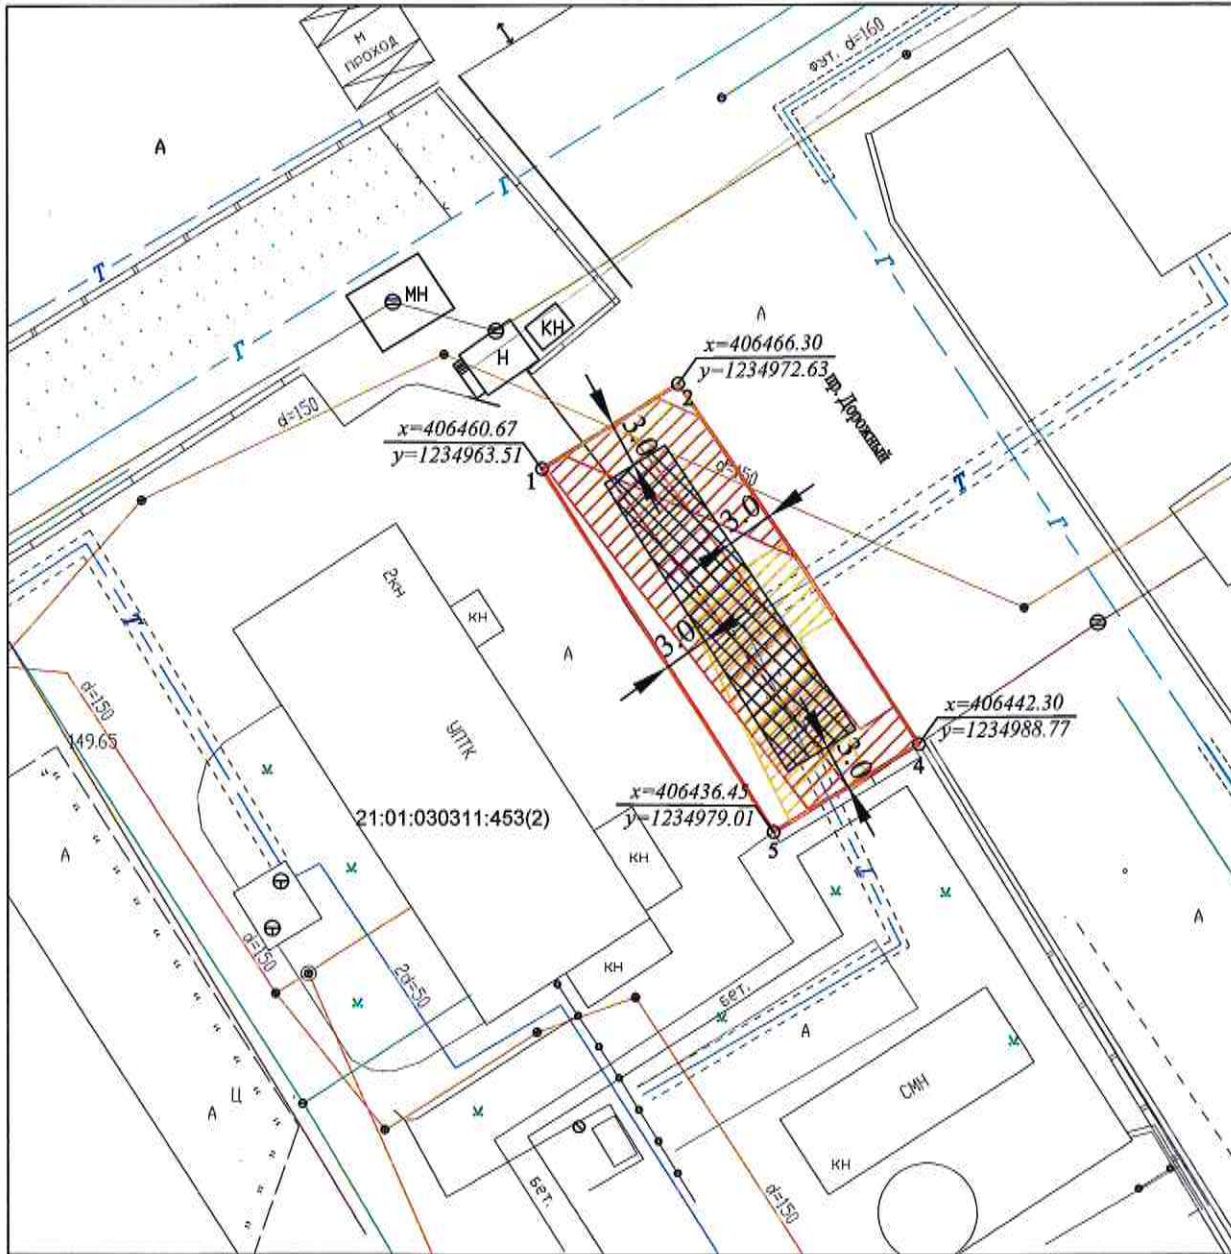 М
ПРОХОД
фут. d=160
А
Г
Т
Г
МН
КН
Н
А
Г
x=406466.30
y=1234972.63
2
пр. Дорожный
d=150
x=406460.67
y=1234963.51
1
3.0
d=150
3.0
Т
Г
2КН
КН
Т
3.0
А
d=150
149.65
УПТК
x=406442.30
y=1234988.77
4
3.0
x=406436.45
y=1234979.01
5
21:01:030311:453(2)
А
КН
Т
А
d=150
2d=50
КН
бет.
А
СМН
А
Ц
КН
бет.
d=150